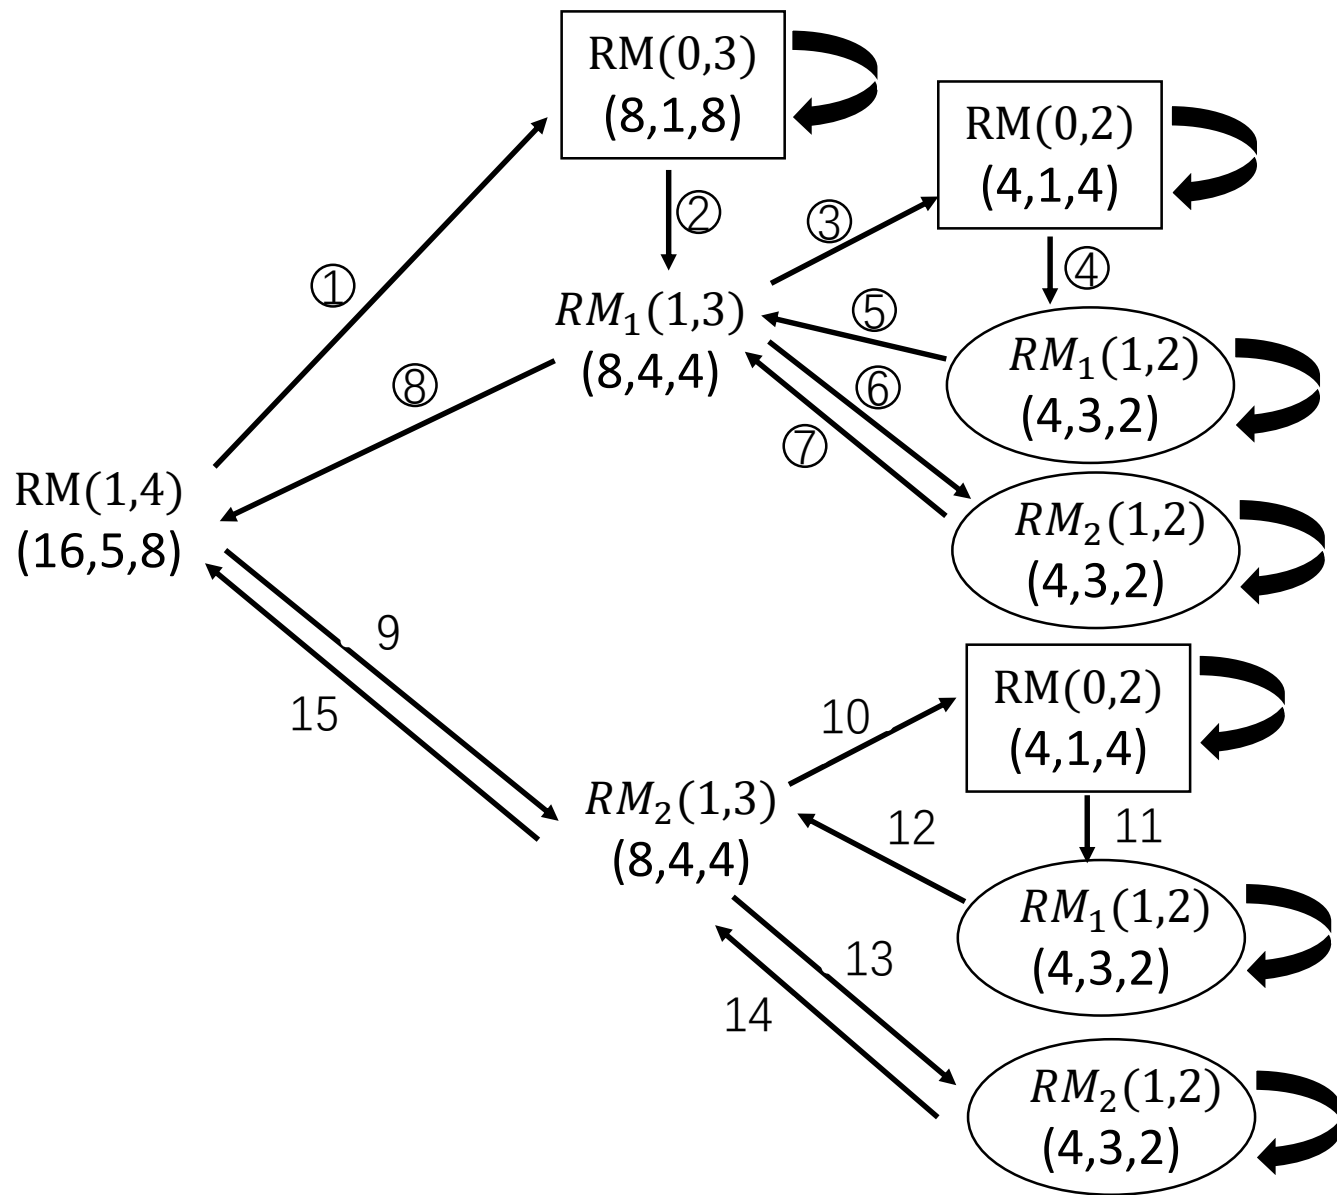 RM(0,3)
(8,1,8)
RM(0,2)
(4,1,4)
①
②
③
④
RM₁(1,3)
(8,4,4)
⑤
RM₁(1,2)
(4,3,2)
⑥
⑦
⑧
RM(1,4)
(16,5,8)
RM₂(1,2)
(4,3,2)
9
15
RM(0,2)
(4,1,4)
10
RM₂(1,3)
(8,4,4)
12
11
RM₁(1,2)
(4,3,2)
13
14
RM₂(1,2)
(4,3,2)